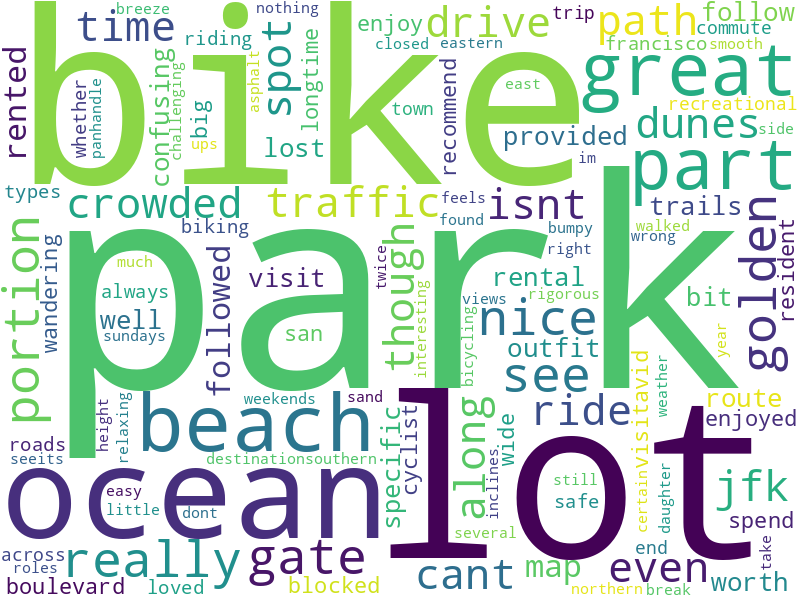 bike
park
lot
ocean
beach
great
part
time
drive
path
follow
breeze
nothing
riding
enjoy
trip
commute
closed
eastern
francisco
smooth
spot
longtime
confusing
challenging
asphalt
rented
whether
panhandle
big
ups
lost
town
recommend
east
recreational
dunes
side
provided
im
types
crowded
traffic
isnt
feels
found
trails
walked
wrong
biking
bumpy
right
golden
resident
portion
wandering
much
always
well
sundays
followed
visit
san
though
interesting
twice
views
rental
rigorous
nice
bit
outfit
year
bicycling
see
weekends
sand
height
relaxing
roads
seeits
destinationsouthern
specific
cyclist
along
wide
inclines
ride
avid
visit
certain
weather
daughter
route
enjoyed
jfk
spend
easy
little
dont
still
safe
several
across
roles
really
gate
boulevard
loved
blocked
cant
map
end
even
northern
break
take
worth